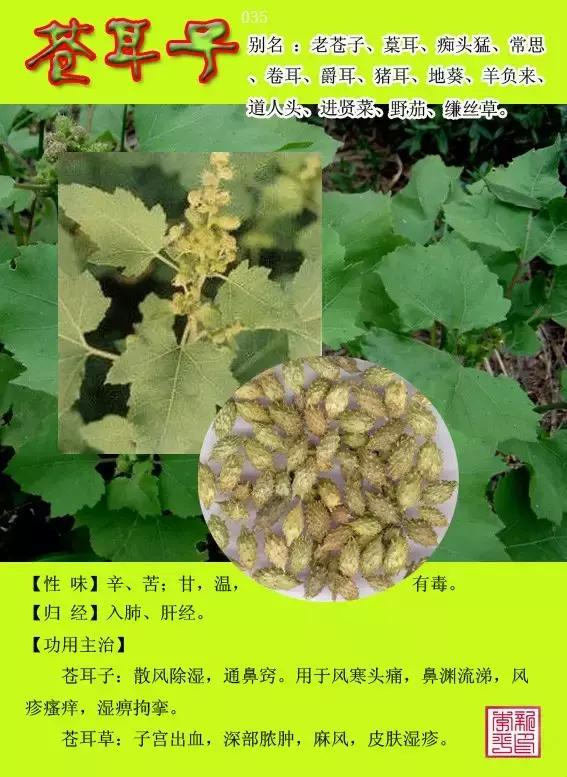 035
苍耳子
别名 ：老苍子、葈耳、痴头猛、常思
、卷耳、爵耳、猪耳、地葵、羊负来、
道人头、进贤菜、野茄、缣丝草。
【性 味】辛、苦；甘，温，有毒。
【归 经】入肺、肝经。
【功用主治】
苍耳子：散风除湿，通鼻窍。用于风寒头痛，鼻渊流涕，风
疹瘙痒，湿痹拘挛。
苍耳草：子宫出血，深部脓肿，麻风，皮肤湿疹。